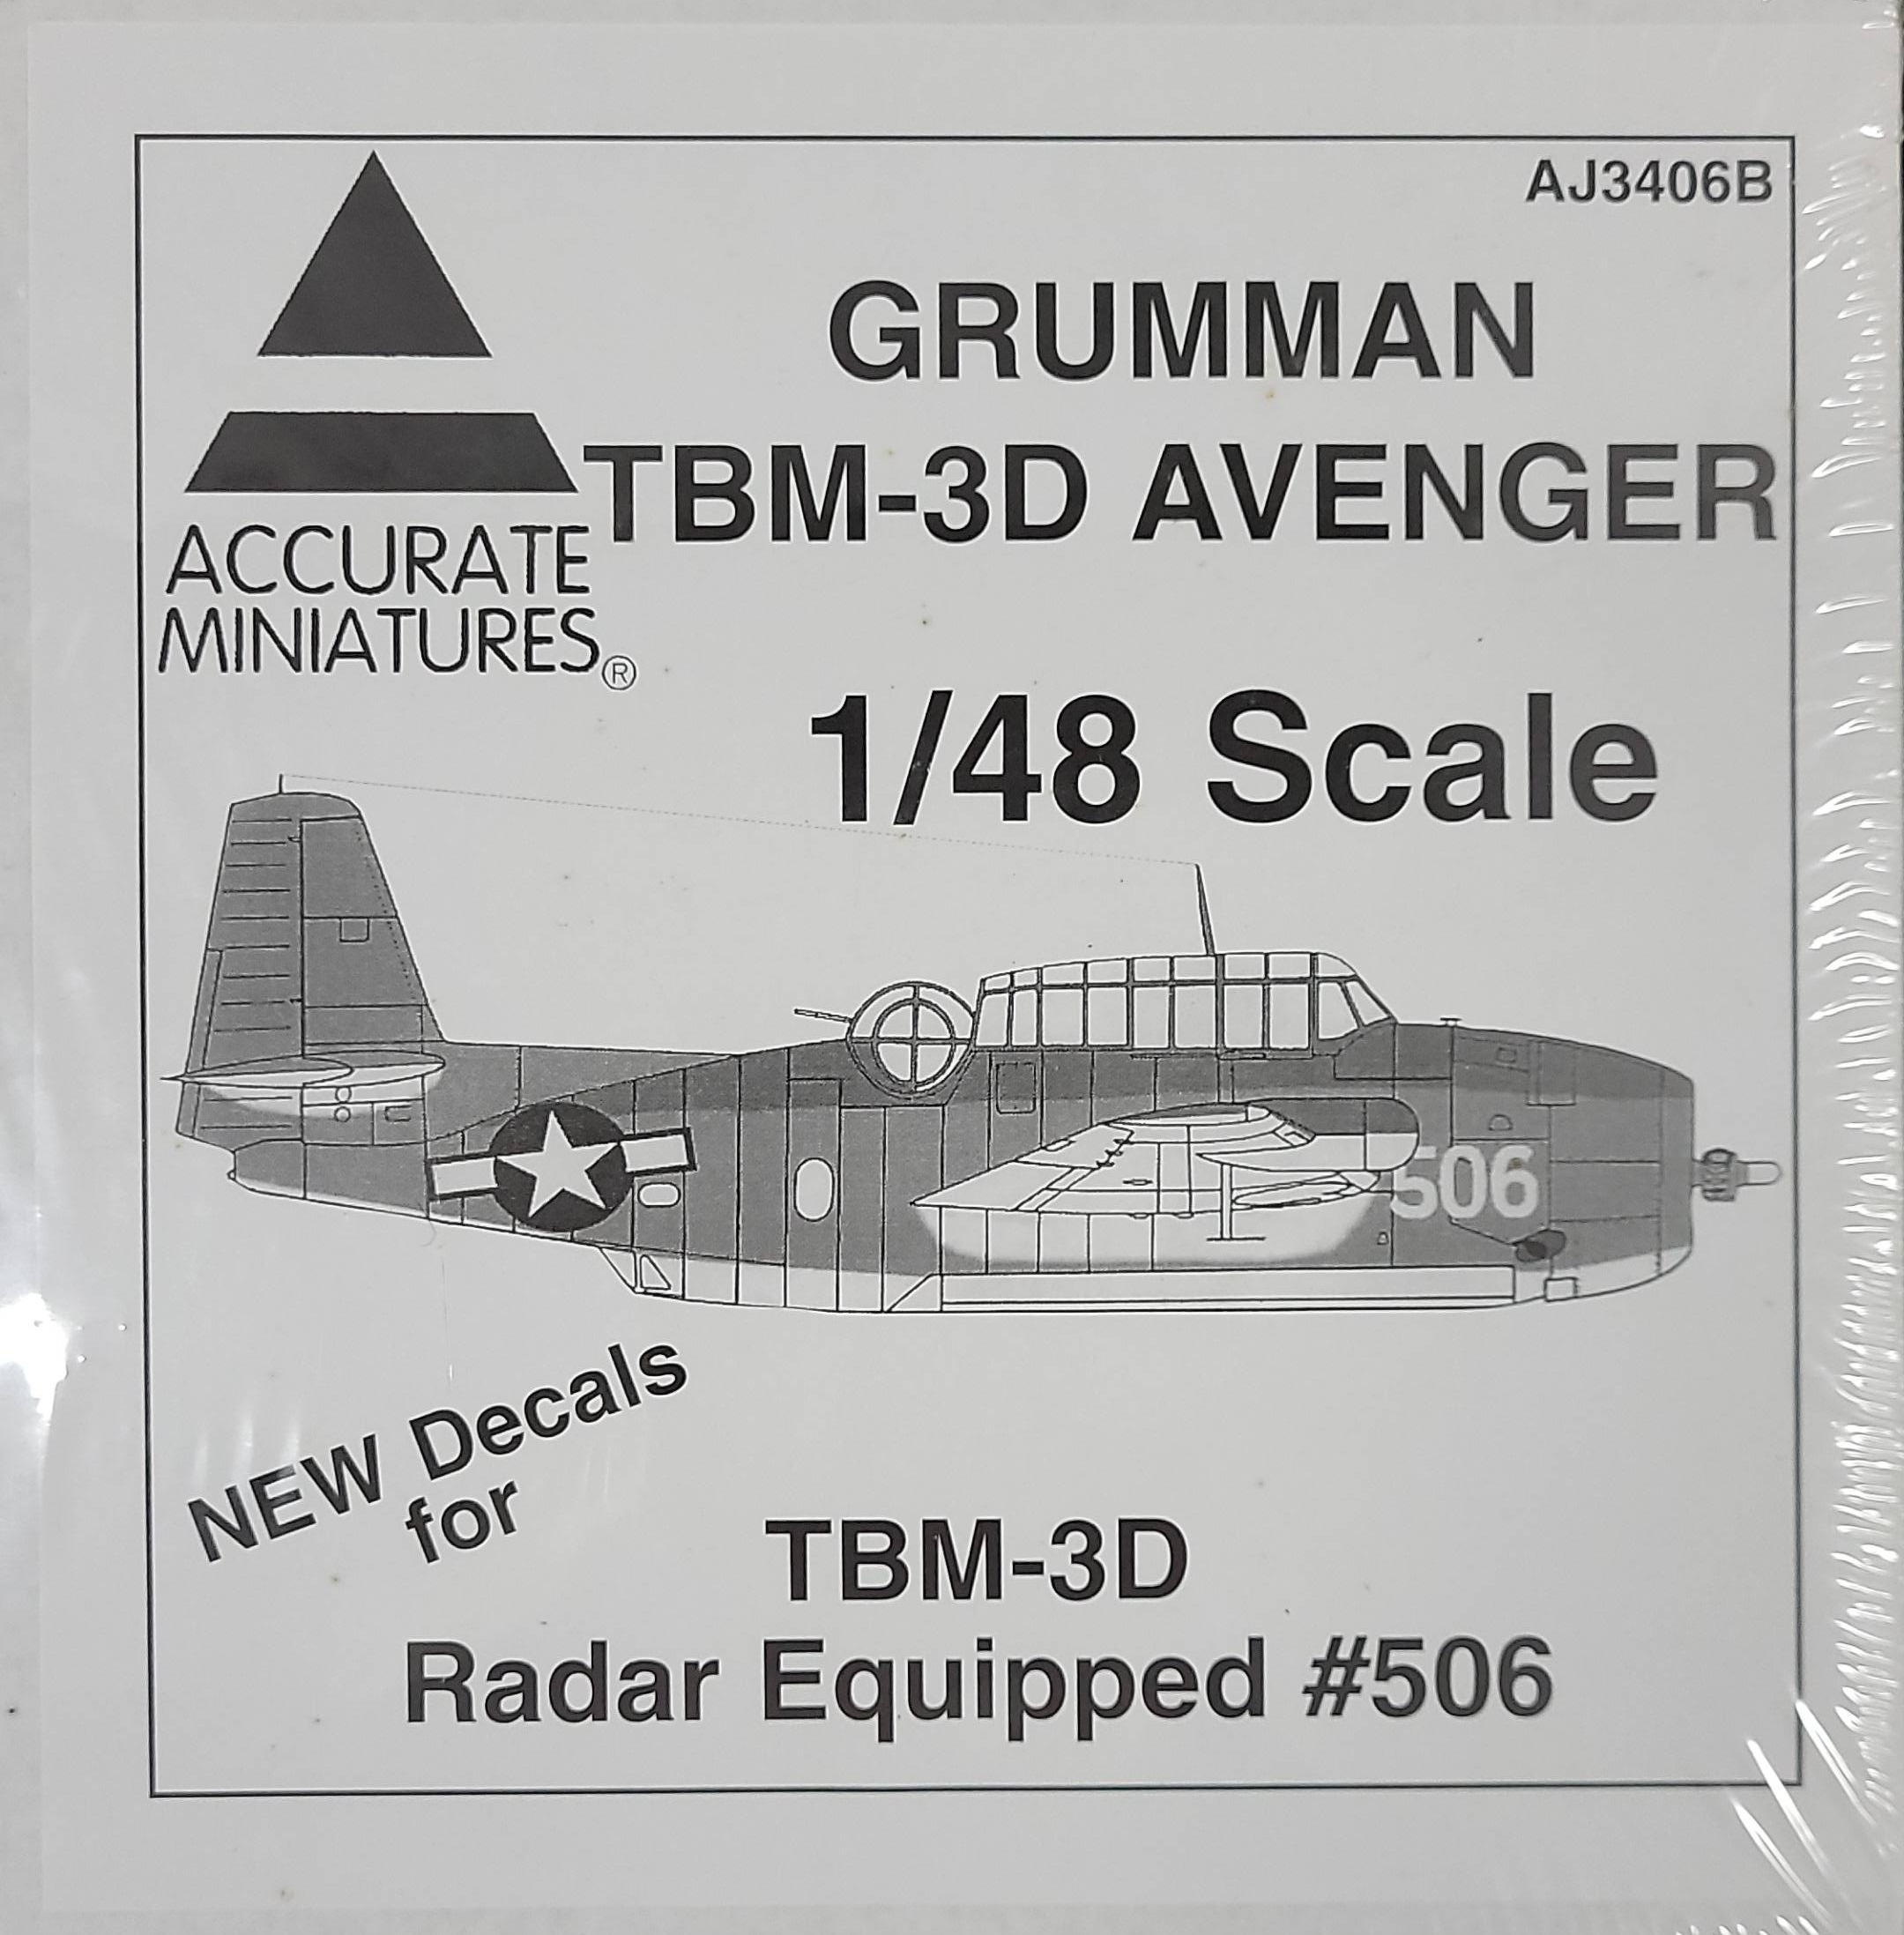 AJ3406B
GRUMMAN
TBM-3D AVENGER
ACCURATE
MINIATURES®
1/48 Scale
506
NEW Decals
for
TBM-3D
Radar Equipped #506